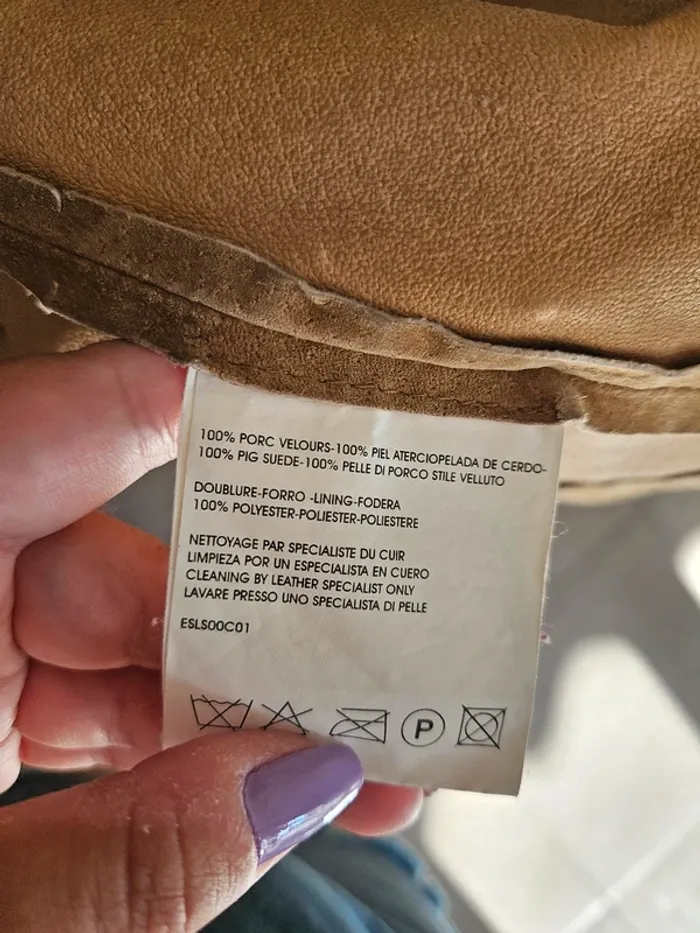 100% PORC VELOURS-100% PIEL ATERCIOPELADA DE CERDO-
100% PIG SUEDE-100% PELLE DI PORCO STILE VELLUTO
DOUBLURE-FORRO -LINING-FODERA
100% POLYESTER-POLIESTER-POLIESTERE
NETTOYAGE PAR SPECIALISTE DU CUIR
LIMPIEZA POR UN ESPECIALISTA EN CUERO
CLEANING BY LEATHER SPECIALIST ONLY
LAVARE PRESSO UNO SPECIALISTA DI PELLE
ESLS00C01
P